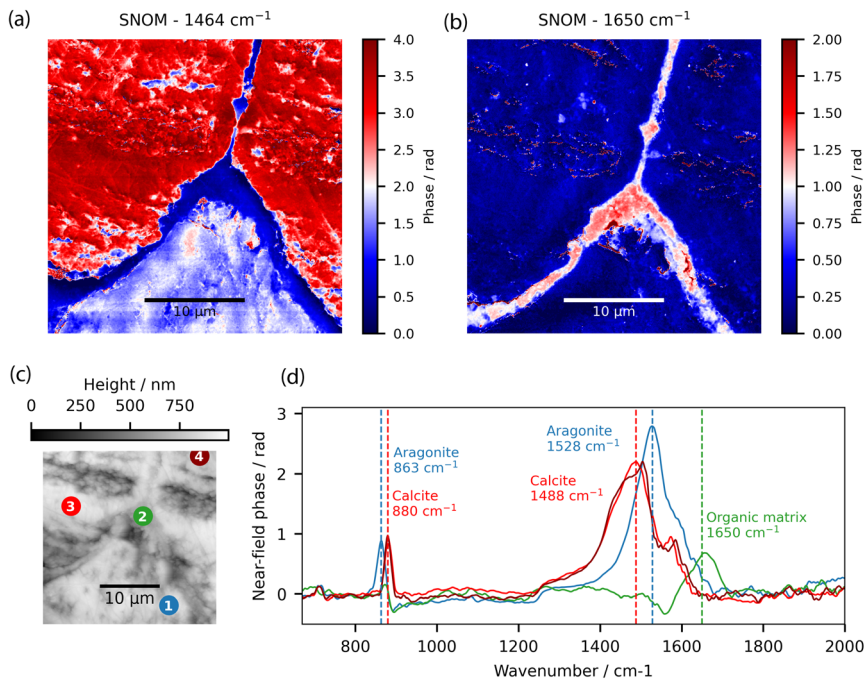 (a)
SNOM - 1464 cm⁻¹
4.0
3.5
3.0
2.5
2.0
1.5
1.0
0.5
0.0
Phase / rad
10 μm
(b)
SNOM - 1650 cm⁻¹
2.00
1.75
1.50
1.25
1.00
0.75
0.50
0.25
0.00
Phase / rad
10 μm
(c)
Height / nm
0 250 500 750
4
3
2
10 μm
1
(d)
Near-field phase / rad
3
2
1
0
Aragonite
863 cm⁻¹
Calcite
880 cm⁻¹
Aragonite
1528 cm⁻¹
Calcite
1488 cm⁻¹
Organic matrix
1650 cm⁻¹
800 1000 1200 1400 1600 1800 2000
Wavenumber / cm-1